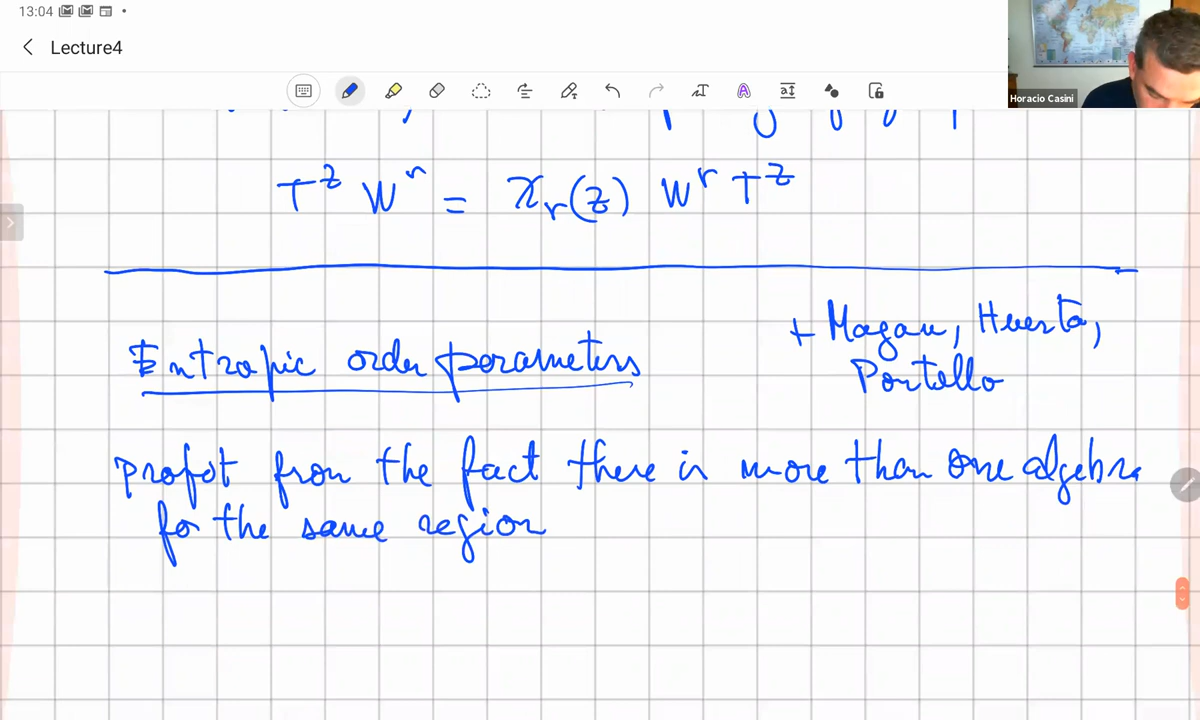 13:04
Lecture4
Horacio Casini
T^z W^r = χ_r(z) W^r T^z
+ Magan, Huerta,
Entropic order parameters
Pontello
profit from the fact there is more than one algebra
for the same region